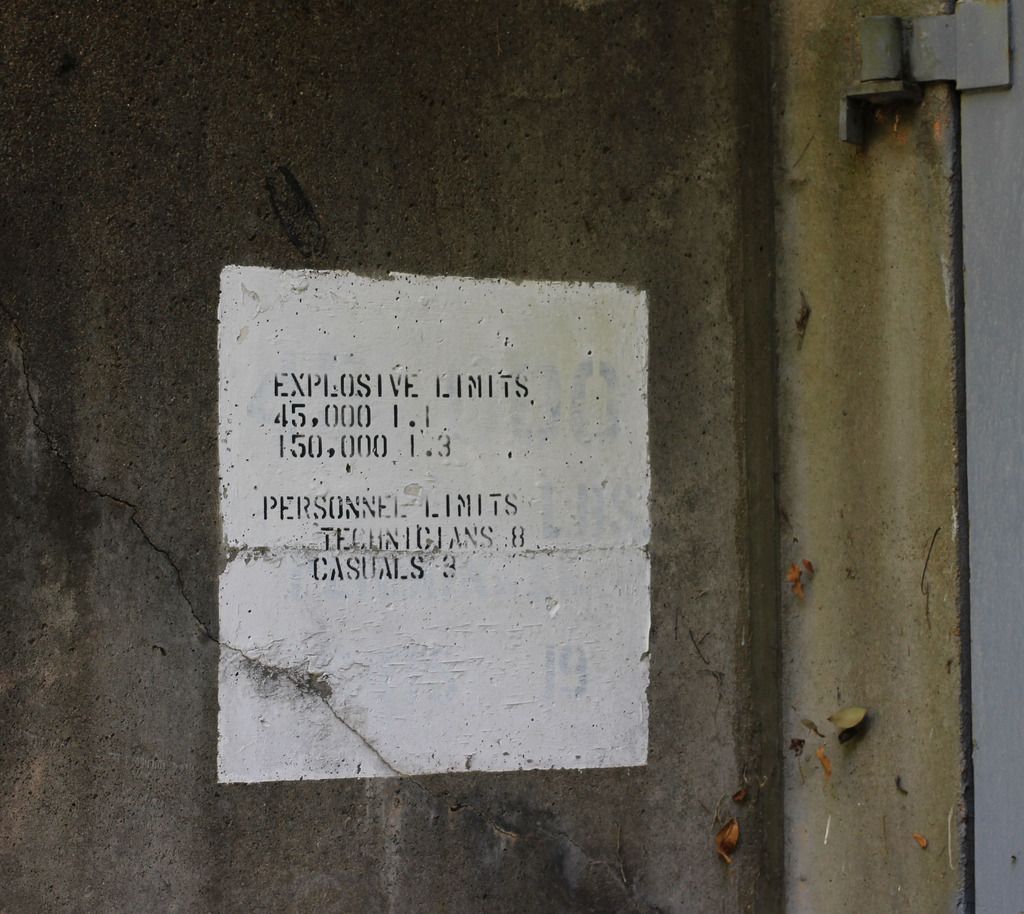 EXPLOSIVE LIMITS
45,000 1.1
150,000 1.3
PERSONNEL LIMITS
TECHNICIANS 8
CASUALS 3